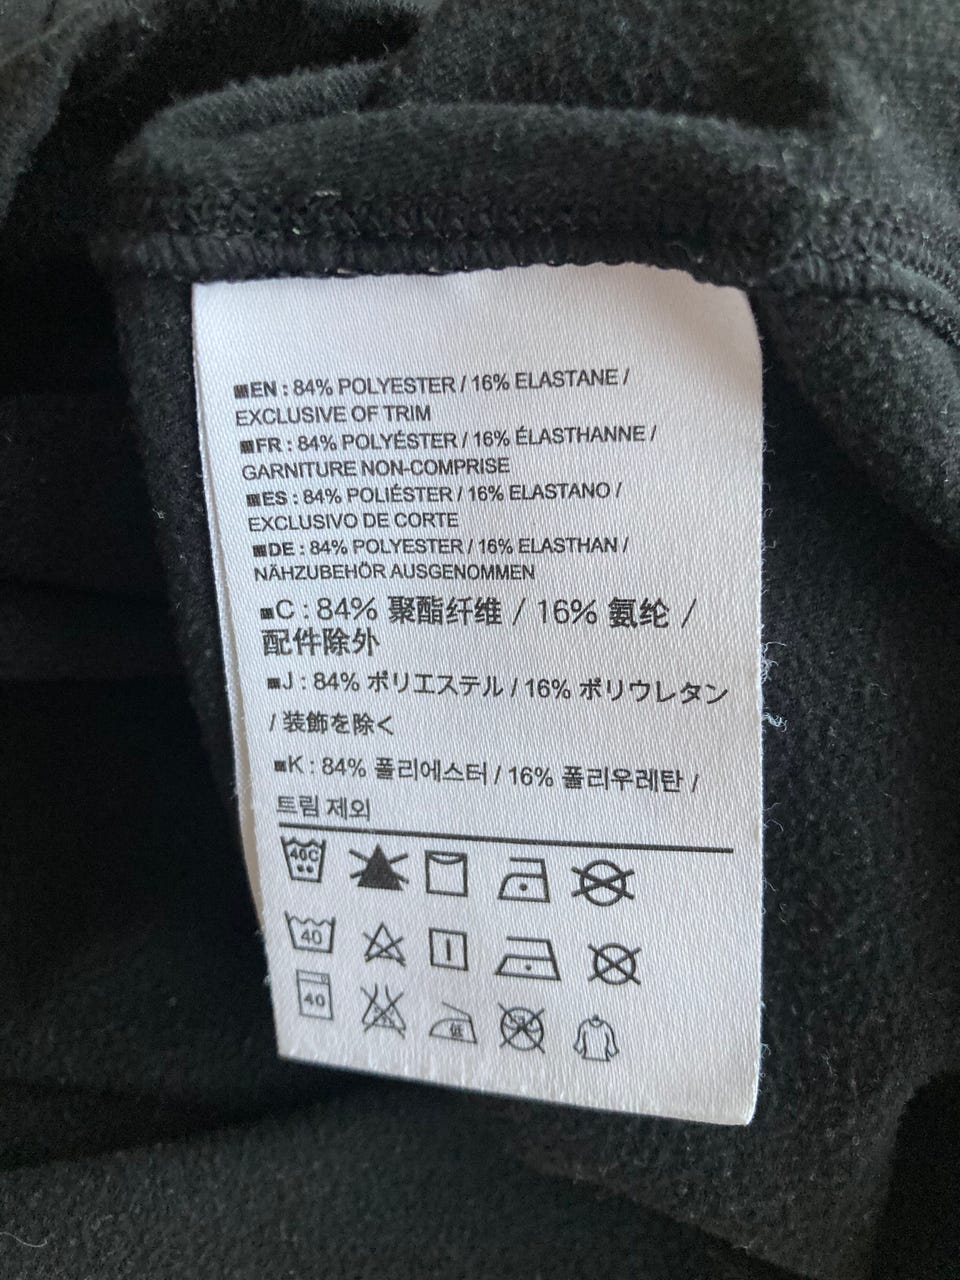 EN : 84% POLYESTER / 16% ELASTANE /
EXCLUSIVE OF TRIM
FR : 84% POLYÉSTER / 16% ÉLASTHANNE /
GARNITURE NON-COMPRISE
ES : 84% POLIÉSTER / 16% ELASTANO /
EXCLUSIVO DE CORTE
DE : 84% POLYESTER / 16% ELASTHAN /
NÄHZUBEHÖR AUSGENOMMEN
C : 84% 聚酯纤维 / 16% 氨纶 /
配件除外
J : 84% ポリエステル / 16% ポリウレタン
/ 装飾を除く
K : 84% 폴리에스터 / 16% 폴리우레탄 /
트림 제외
40C
40
40 低